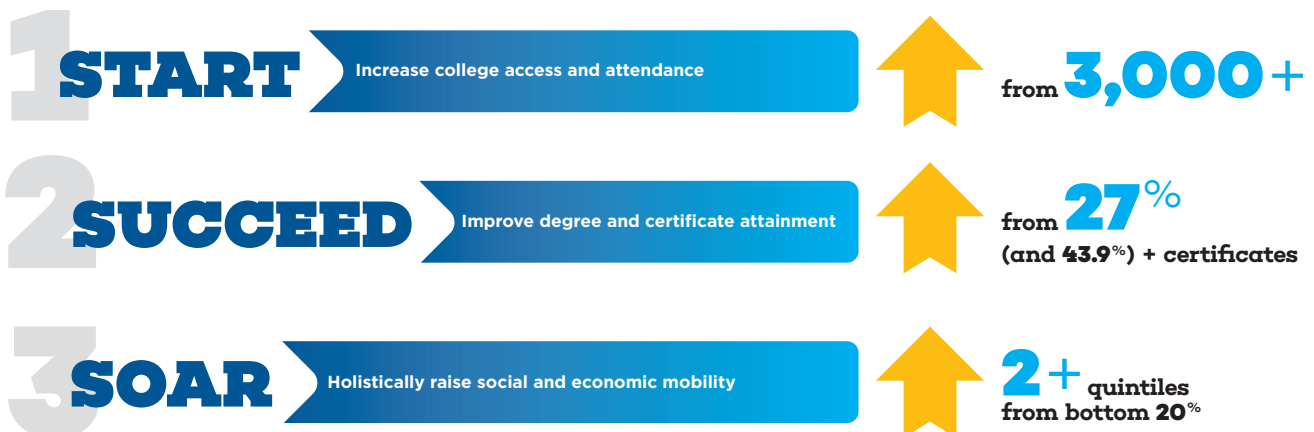 1 START Increase college access and attendance from 3,000+
2 SUCCEED Improve degree and certificate attainment from 27%
(and 43.9%) + certificates
3 SOAR Holistically raise social and economic mobility 2+ quintiles
from bottom 20%